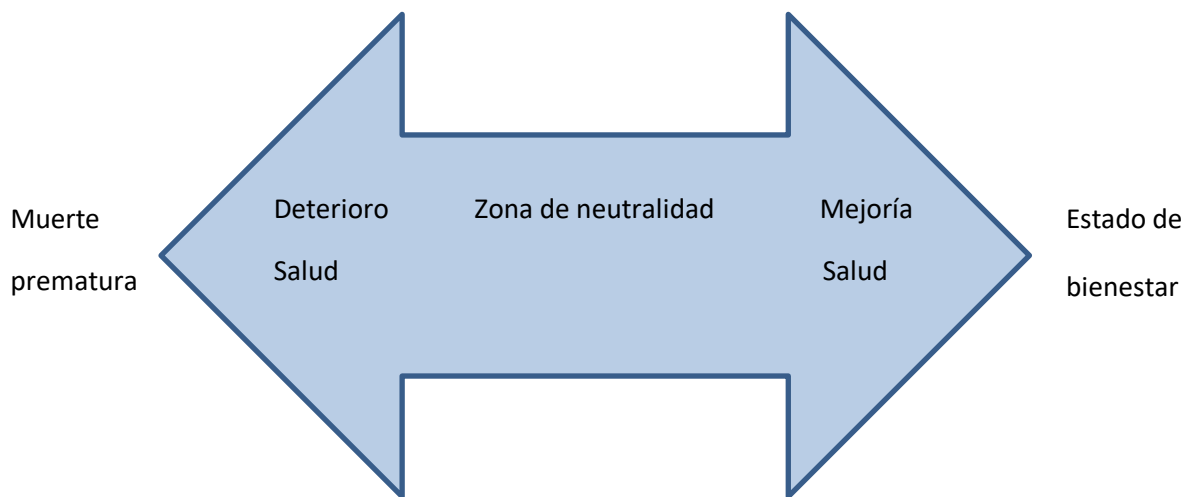 Muerte
prematura
Deterioro
Salud
Zona de neutralidad
Mejoría
Salud
Estado de
bienestar